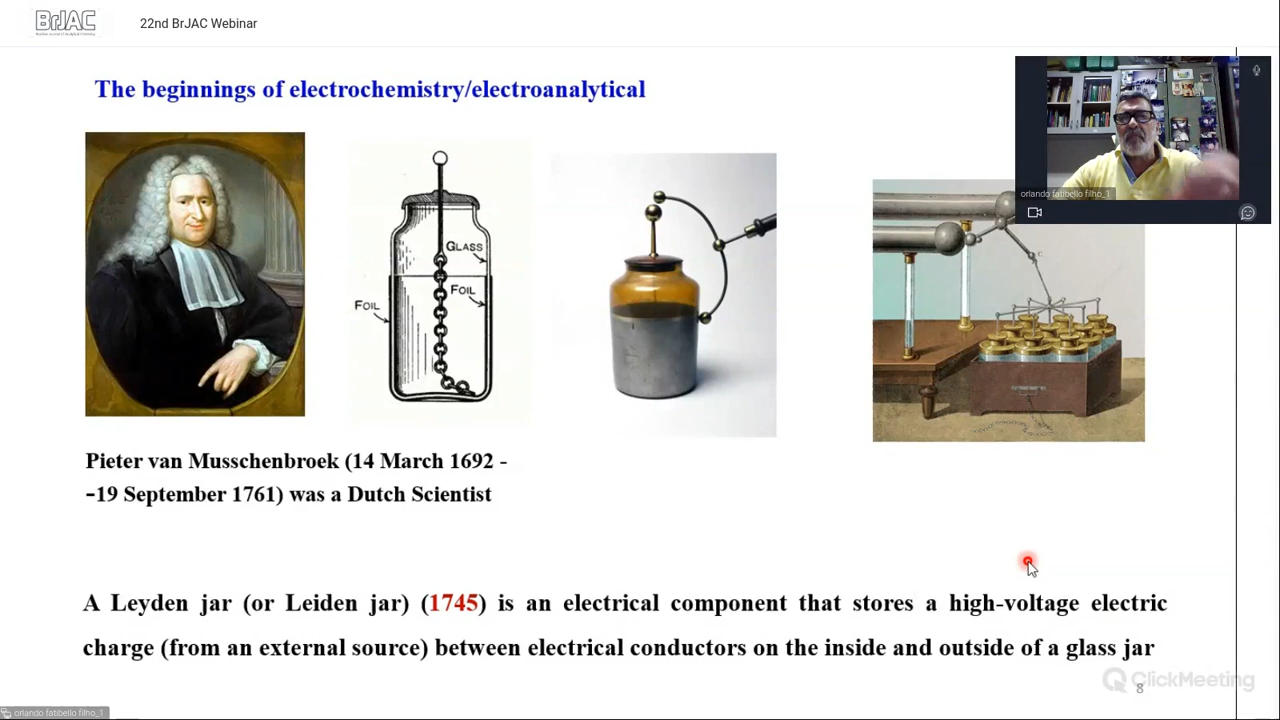 BrJAC
22nd BrJAC Webinar
The beginnings of electrochemistry/electroanalytical
orlando fatibello filho_1
GLASS
FOIL
FOIL
Pieter van Musschenbroek (14 March 1692 -
-19 September 1761) was a Dutch Scientist
A Leyden jar (or Leiden jar) (1745) is an electrical component that stores a high-voltage electric
charge (from an external source) between electrical conductors on the inside and outside of a glass jar
ClickMeeting
8
orlando fatibello filho_1